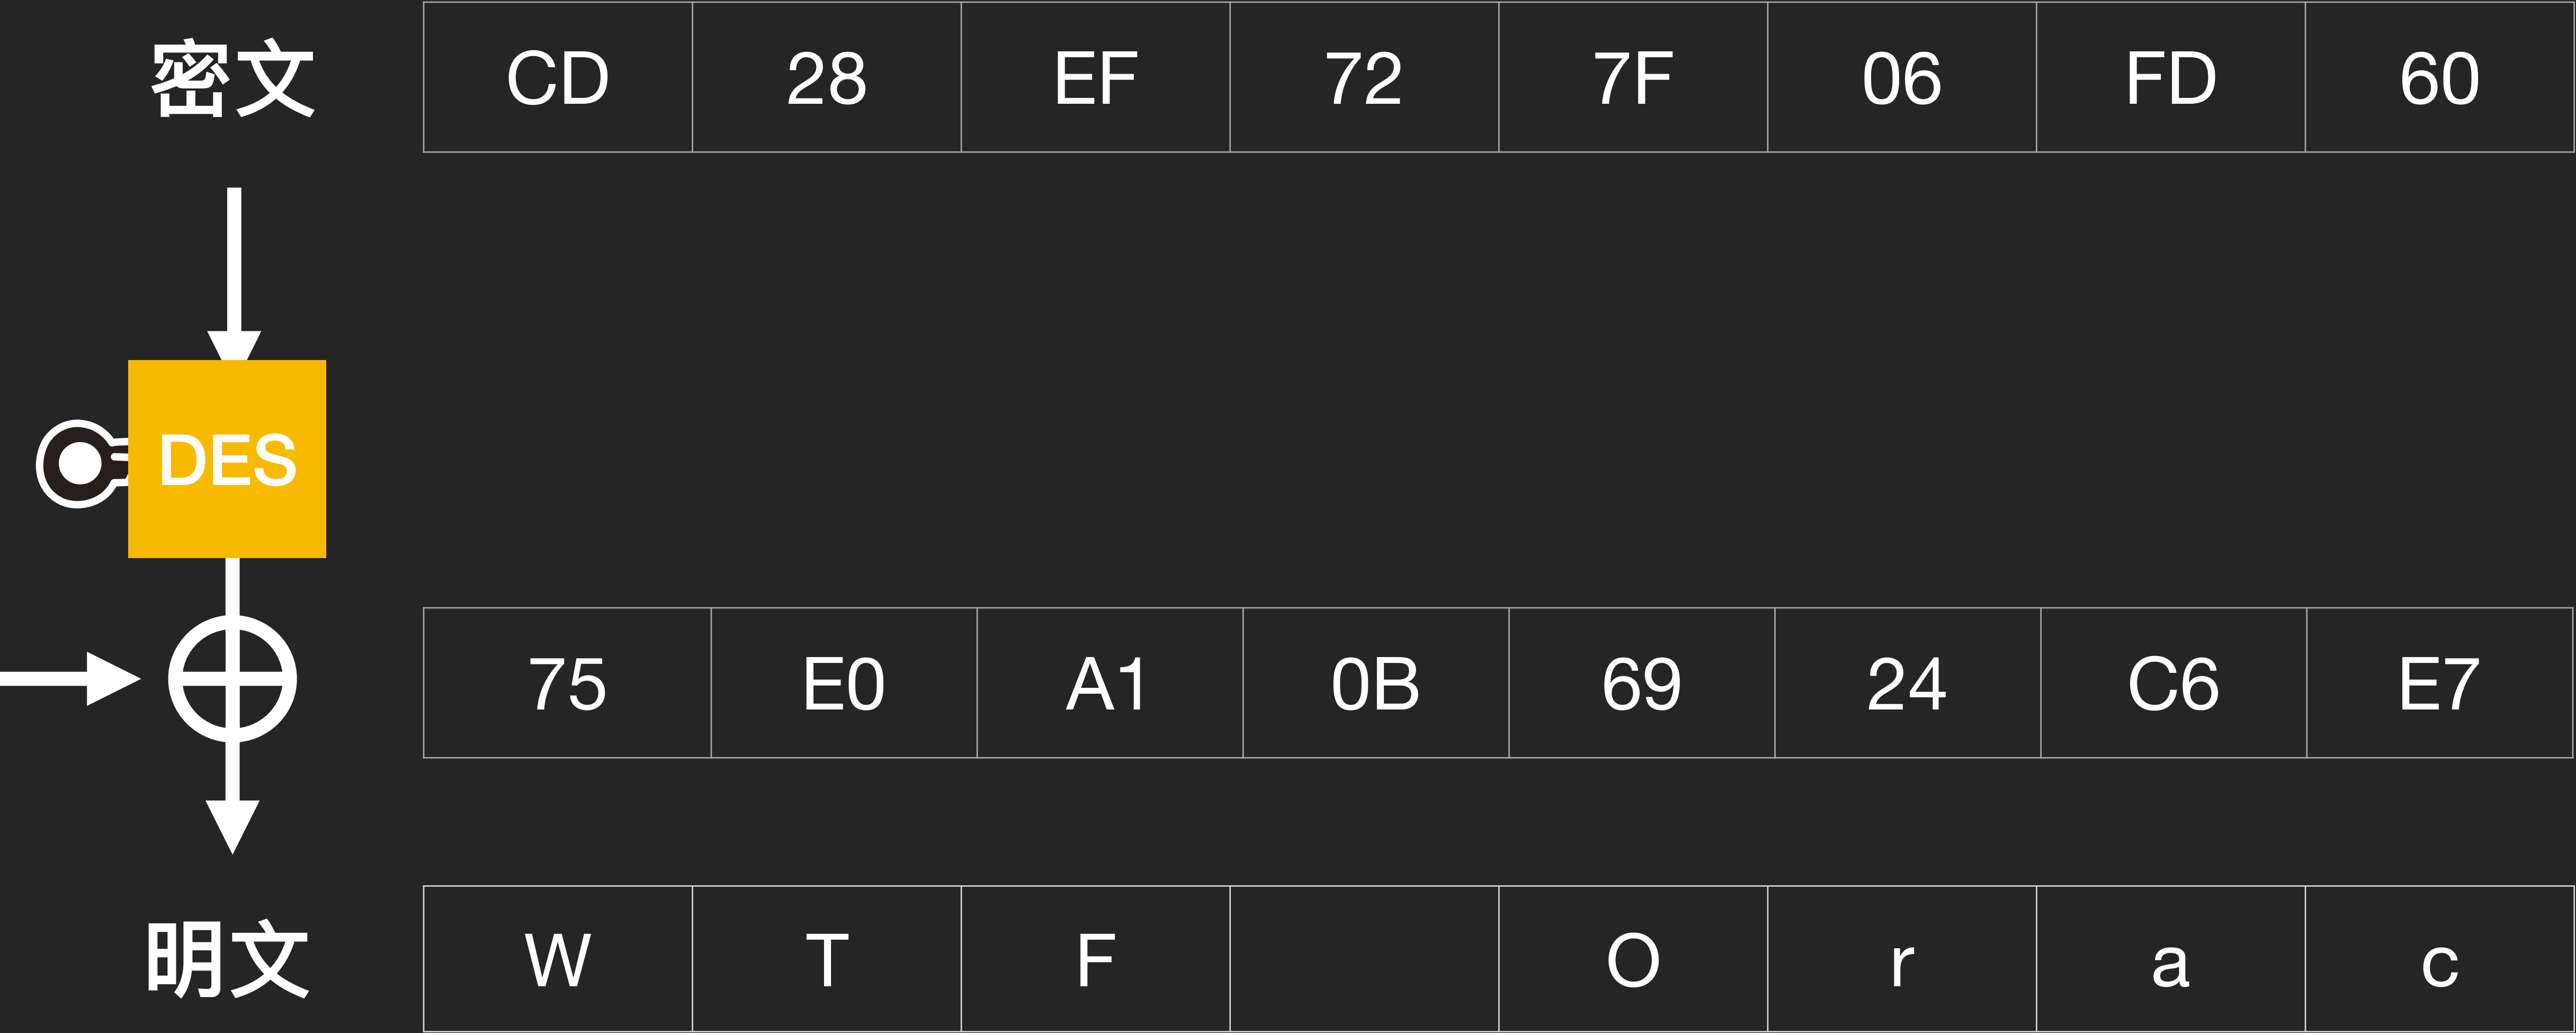 密文 CD 28 EF 72 7F 06 FD 60
DES
75 E0 A1 0B 69 24 C6 E7
明文 W T F O r a c